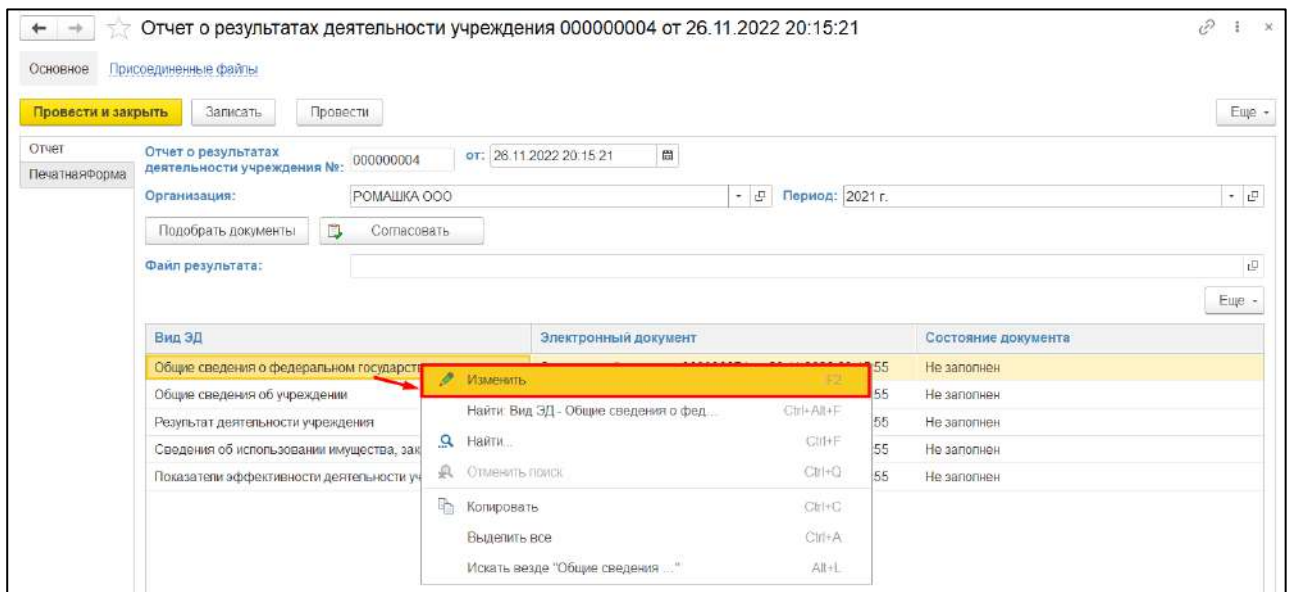 Отчет о результатах деятельности учреждения 000000004 от 26.11.2022 20:15:21
Основное Присоединенные файлы
Провести и закрыть Записать Провести Еще
Отчет
ПечатнаяФорма
Отчет о результатах
деятельности учреждения №: 000000004 от: 26.11.2022 20:15:21
Организация: РОМАШКА ООО Период: 2021 г.
Подобрать документы Согласовать
Файл результата:
Еще
Вид ЭД Электронный документ Состояние документа
Общие сведения о федеральном 55 Не заполнен
Изменить F2
Общие сведения об учреждении 55 Не заполнен
Найти: Вид ЭД - Общие сведения о фед... Ctrl+Alt+F
Результат деятельности учреждения 55 Не заполнен
Найти... Ctrl+F
Сведения об использовании имущества, 55 Не заполнен
Отменить поиск Ctrl+Q
Показатели эффективности деятельности 55 Не заполнен
Копировать Ctrl+C
Выделить все Ctrl+A
Искать везде "Общие сведения ..." Alt+L